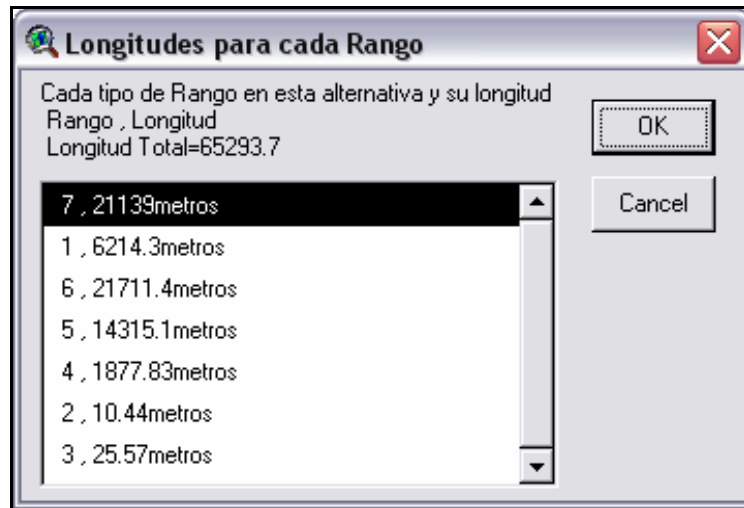 Longitudes para cada Rango
Cada tipo de Rango en esta alternativa y su longitud
Rango , Longitud
Longitud Total=65293.7
OK
Cancel
7 , 21139metros
1 , 6214.3metros
6 , 21711.4metros
5 , 14315.1metros
4 , 1877.83metros
2 , 10.44metros
3 , 25.57metros